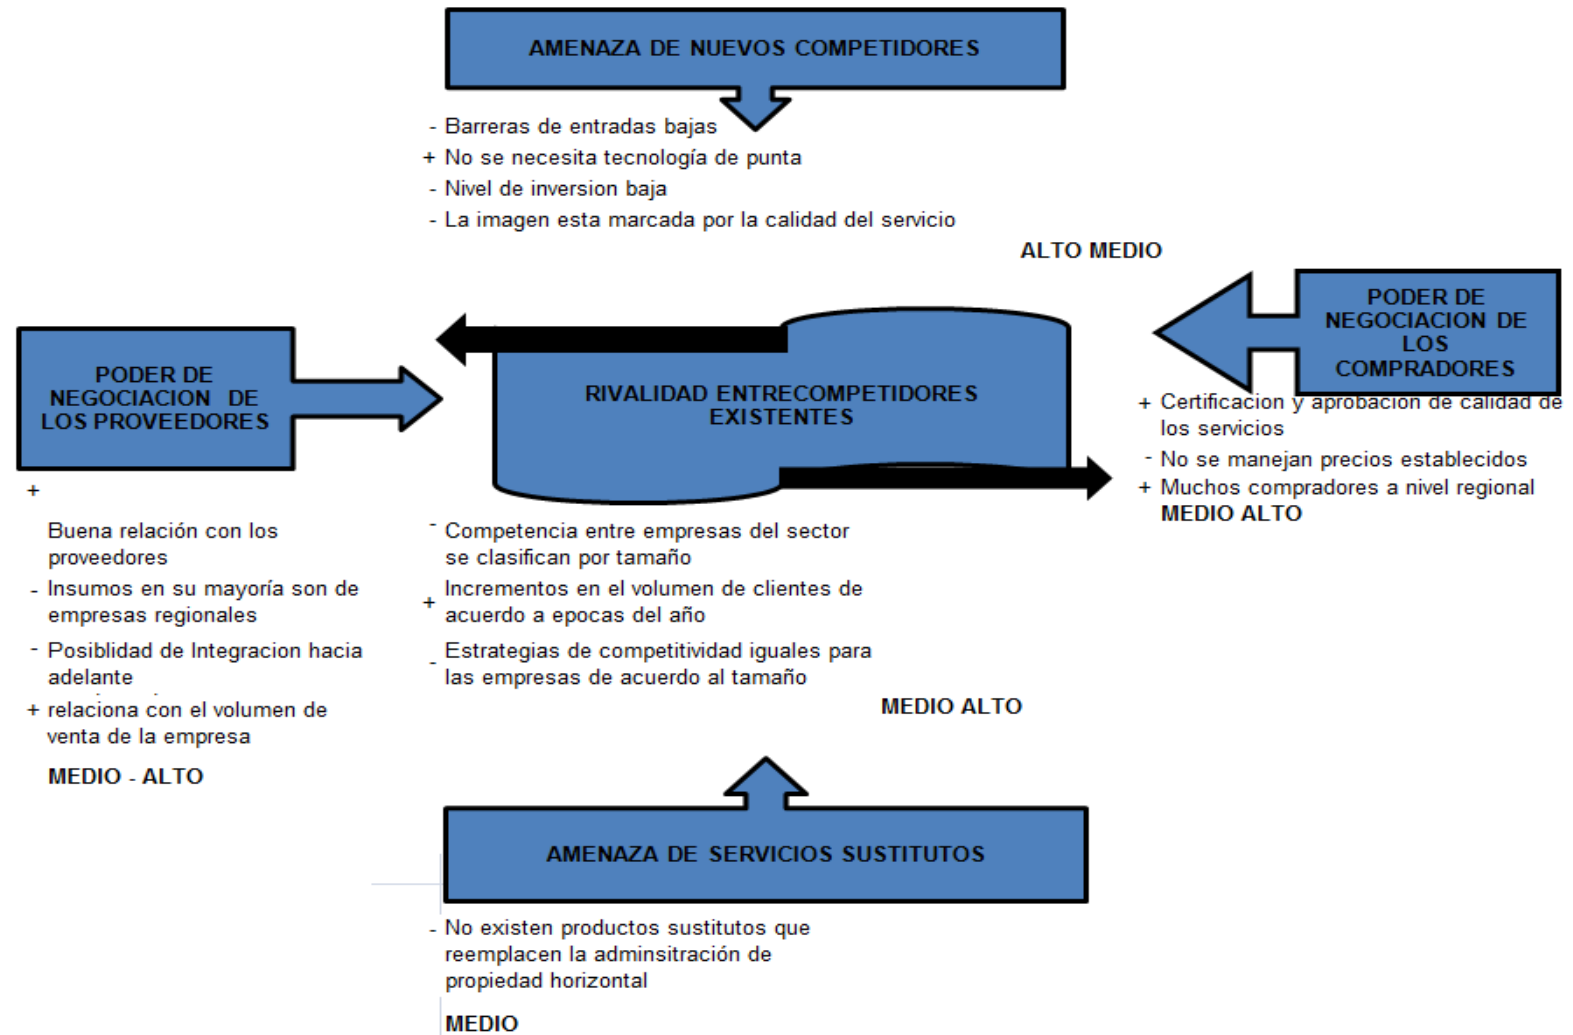 AMENAZA DE NUEVOS COMPETIDORES
- Barreras de entradas bajas
+ No se necesita tecnología de punta
- Nivel de inversion baja
- La imagen esta marcada por la calidad del servicio
ALTO MEDIO
PODER DE
NEGOCIACION DE
LOS PROVEEDORES
RIVALIDAD ENTRECOMPETIDORES
EXISTENTES
PODER DE
NEGOCIACION DE
LOS
COMPRADORES
+ Certificacion y aprobacion de calidad de
los servicios
- No se manejan precios establecidos
+ Muchos compradores a nivel regional
MEDIO ALTO
+
Buena relación con los
proveedores
- Insumos en su mayoría son de
empresas regionales
- Posiblidad de Integracion hacia
adelante
+ relaciona con el volumen de
venta de la empresa
MEDIO - ALTO
- Competencia entre empresas del sector
se clasifican por tamaño
+ Incrementos en el volumen de clientes de
acuerdo a epocas del año
- Estrategias de competitividad iguales para
las empresas de acuerdo al tamaño
MEDIO ALTO
AMENAZA DE SERVICIOS SUSTITUTOS
- No existen productos sustitutos que
reemplacen la adminsitración de
propiedad horizontal
MEDIO